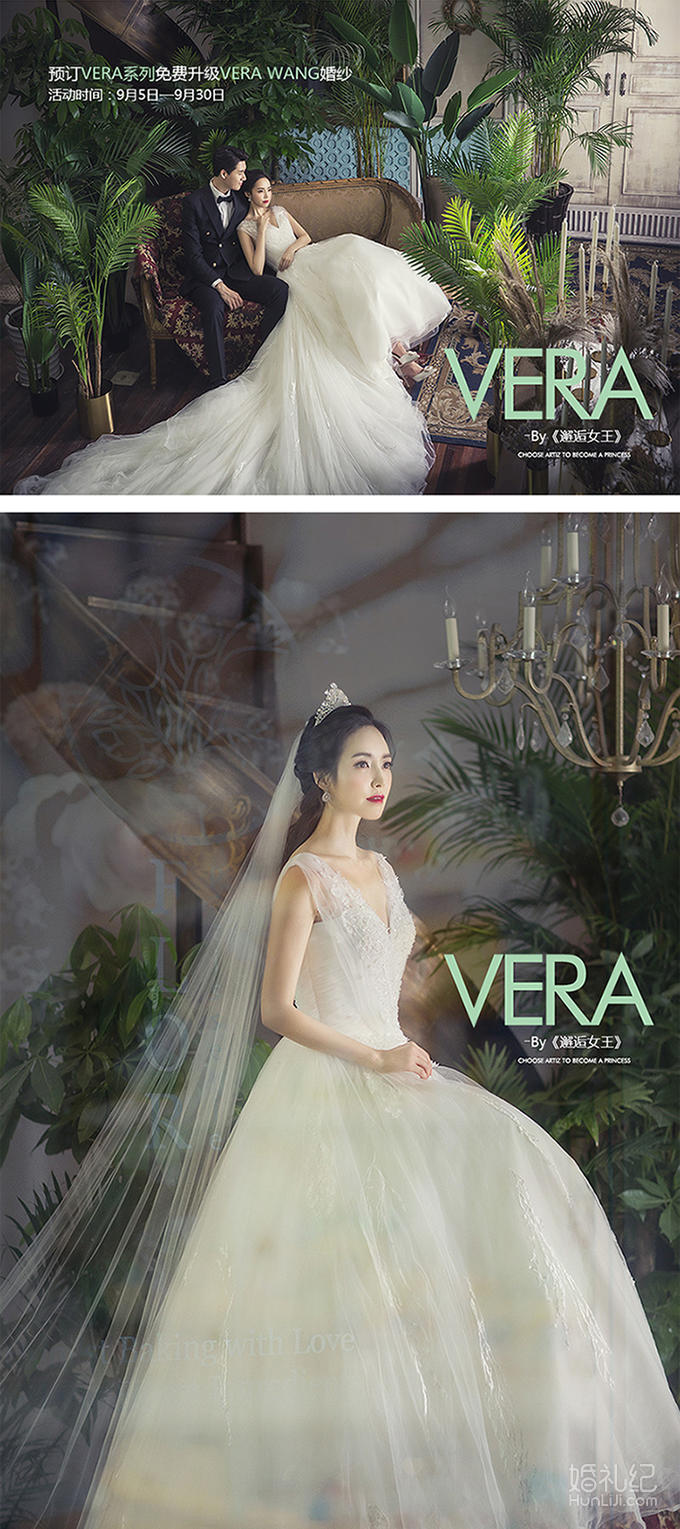 预订VERA系列免费升级VERA WANG婚纱
活动时间：9月5日—9月30日
VERA
-By《邂逅女王》
CHOOSE ARTIZ TO BECOME A PRINCESS
VERA
-By《邂逅女王》
CHOOSE ARTIZ TO BECOME A PRINCESS
with Love
婚礼纪
HunLiJi.com